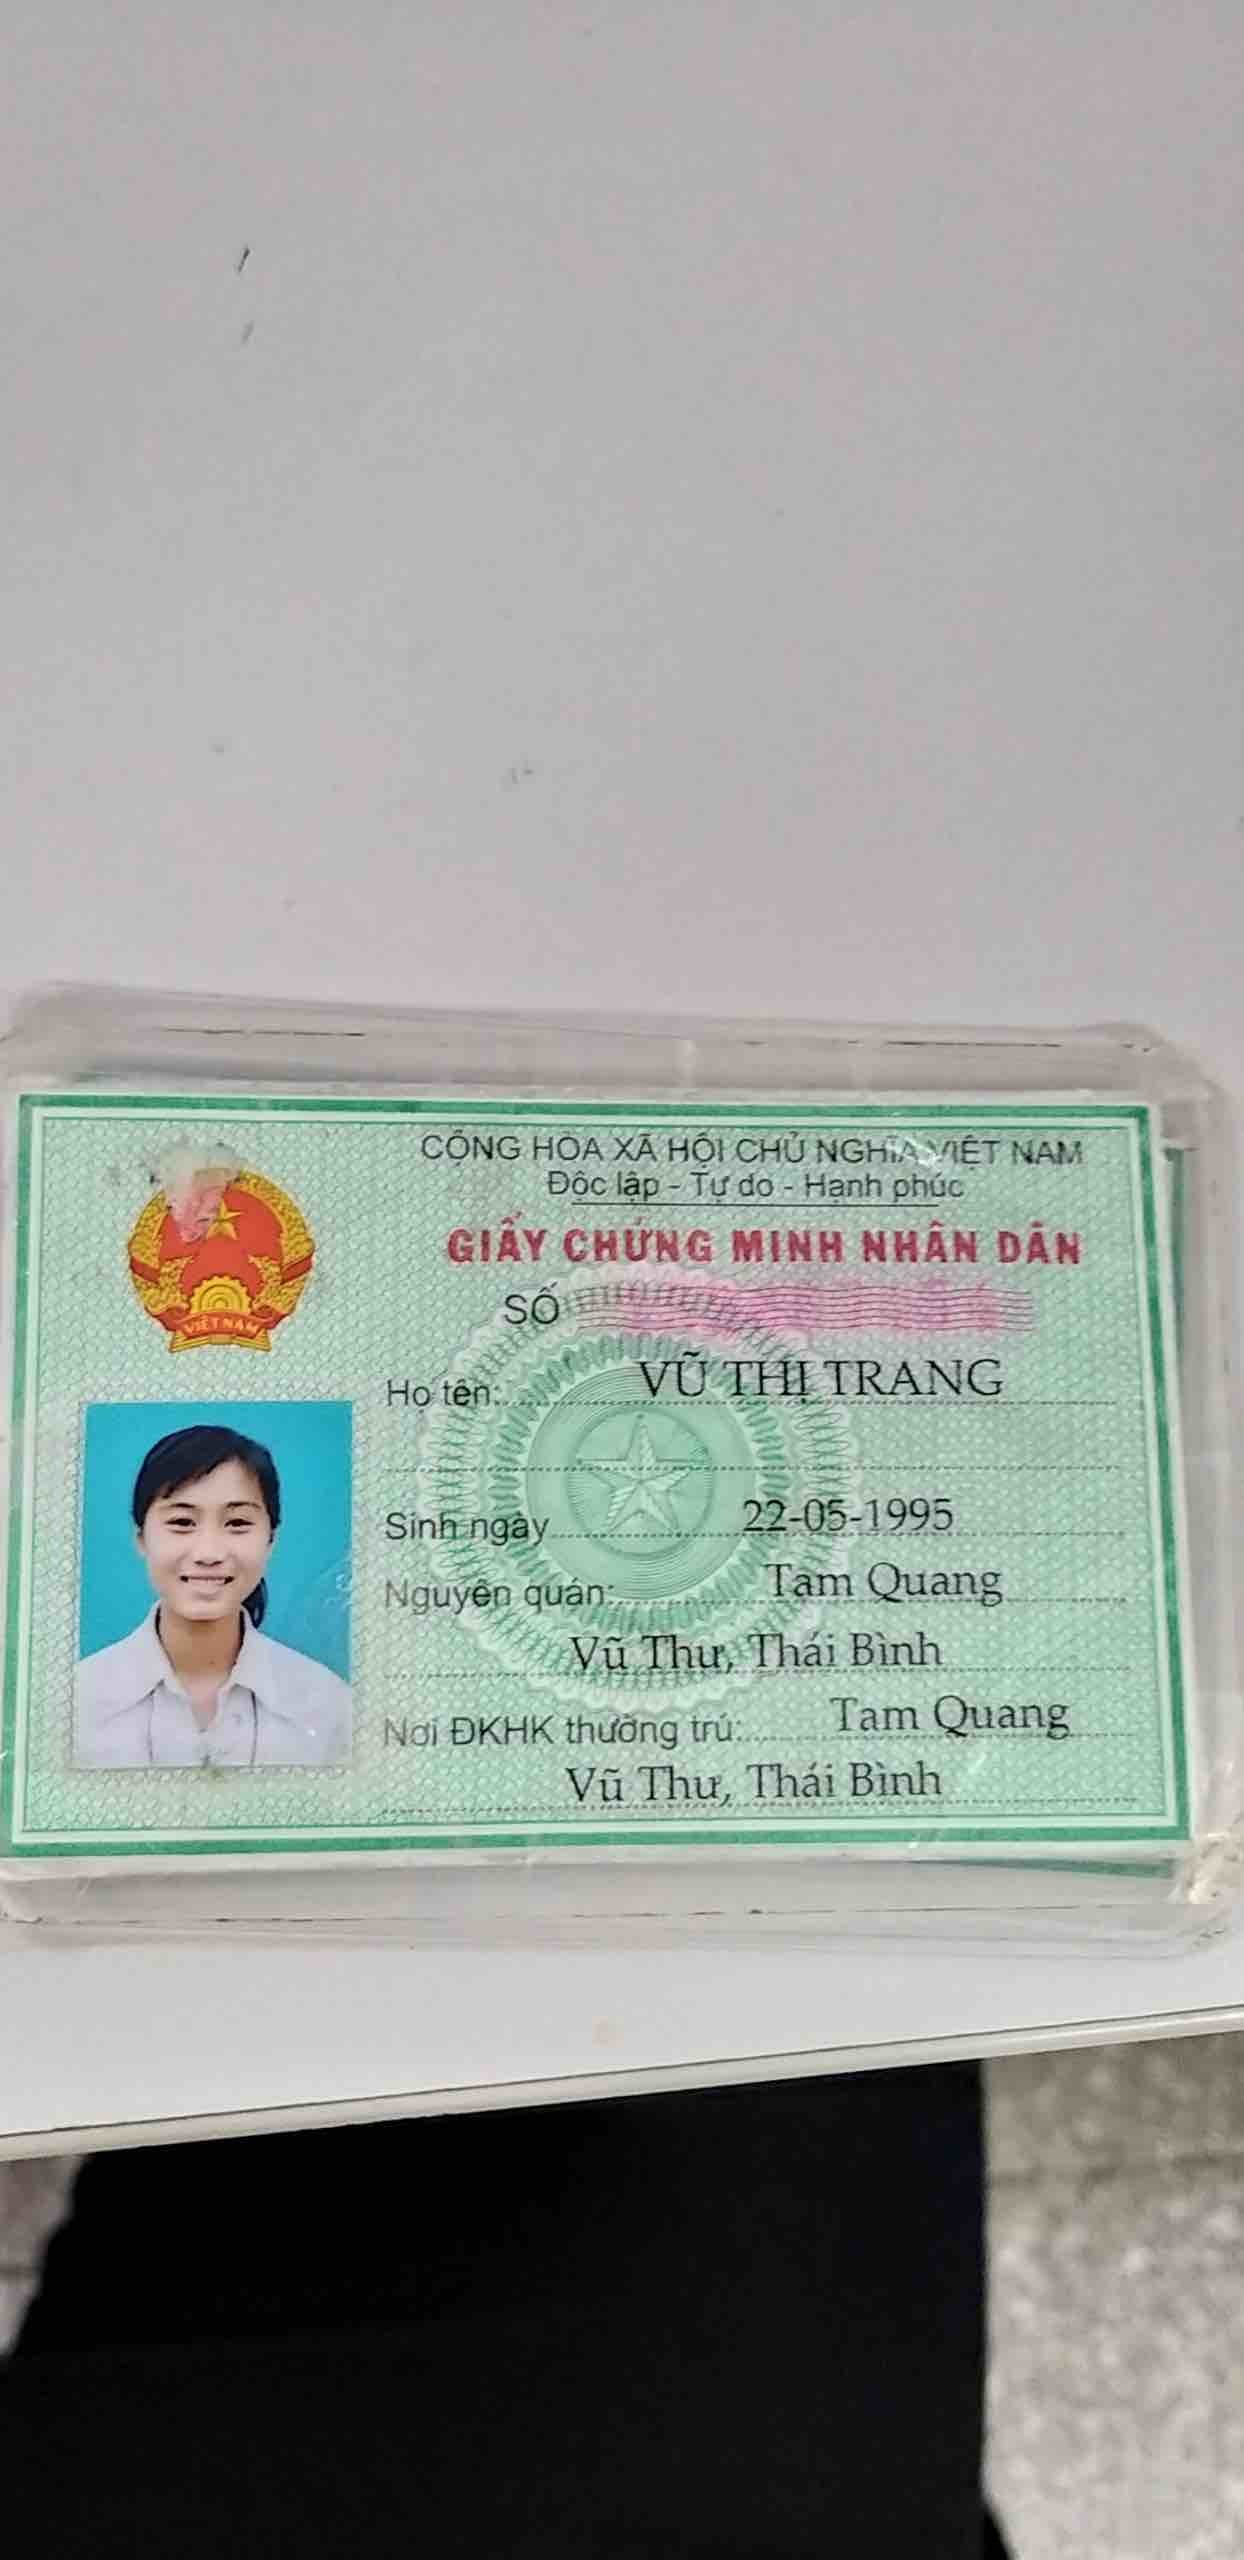 CỘNG HÒA XÃ HỘI CHỦ NGHĨA VIỆT NAM
Độc lập - Tự do - Hạnh phúc
GIẤY CHỨNG MINH NHÂN DÂN
SỐ
Họ tên: VŨ THỊ TRANG
Sinh ngày 22-05-1995
Nguyên quán: Tam Quang
Vũ Thư, Thái Bình
Nơi ĐKHK thường trú: Tam Quang
Vũ Thư, Thái Bình
VIỆT NAM